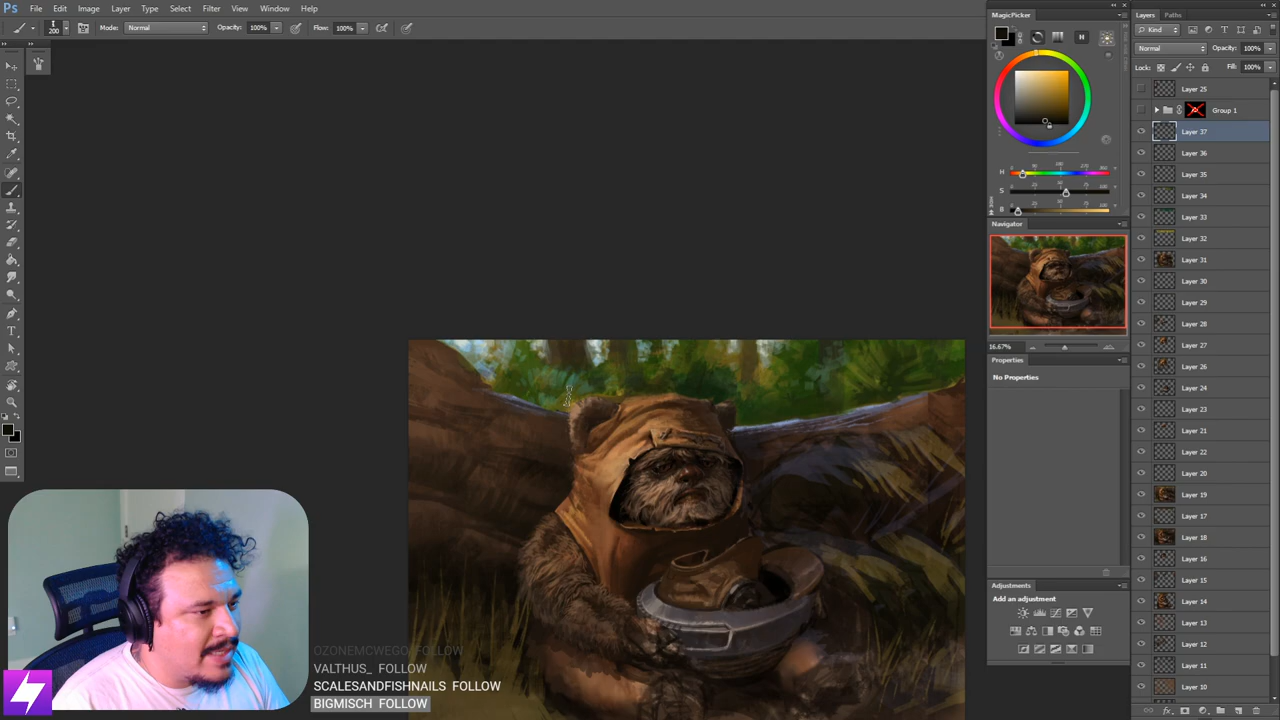 Ps File Edit Image Layer Type Select Filter View Window Help
200 Mode: Normal Opacity: 100% Flow: 100%
MagicPicker
H
H
S
B
Navigator
16.67%
Properties
No Properties
Adjustments
Add an adjustment
Layers Paths
Kind
Normal Opacity: 100%
Lock: Fill: 100%
Layer 25
Group 1
Layer 37
Layer 36
Layer 35
Layer 34
Layer 33
Layer 32
Layer 31
Layer 30
Layer 29
Layer 28
Layer 27
Layer 26
Layer 24
Layer 23
Layer 21
Layer 22
Layer 20
Layer 19
Layer 17
Layer 18
Layer 16
Layer 15
Layer 14
Layer 13
Layer 12
Layer 11
Layer 10
OZONEMCWEGO FOLLOW
VALTHUS_ FOLLOW
SCALESANDFISHNAILS FOLLOW
BIGMISCH FOLLOW